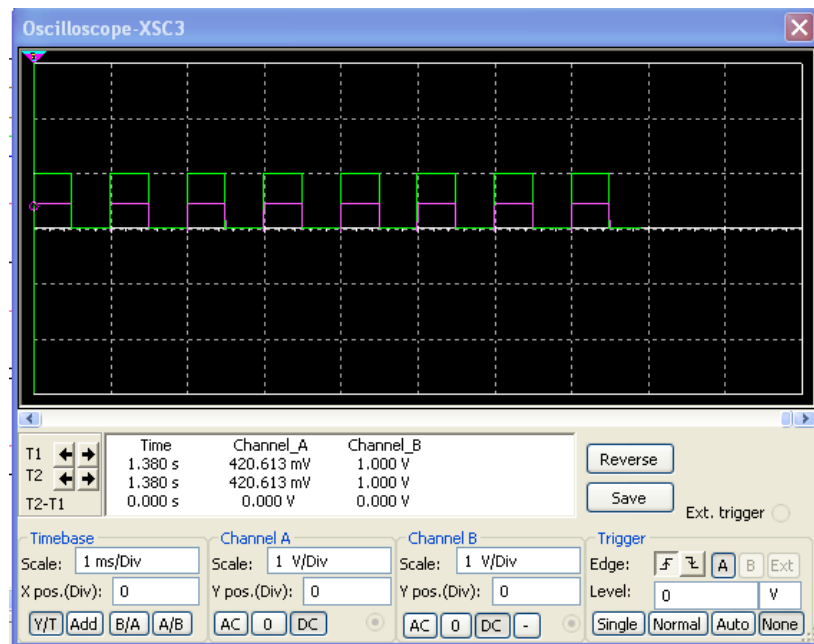 Oscilloscope-XSC3
T1
T2
T2-T1
Time Channel_A Channel_B
1.380 s 420.613 mV 1.000 V
1.380 s 420.613 mV 1.000 V
0.000 s 0.000 V 0.000 V
Reverse
Save
Ext. trigger
Timebase
Scale: 1 ms/Div
X pos.(Div): 0
Y/T Add B/A A/B
Channel A
Scale: 1 V/Div
Y pos.(Div): 0
AC 0 DC
Channel B
Scale: 1 V/Div
Y pos.(Div): 0
AC 0 DC -
Trigger
Edge: A B Ext
Level: 0 V
Single Normal Auto None